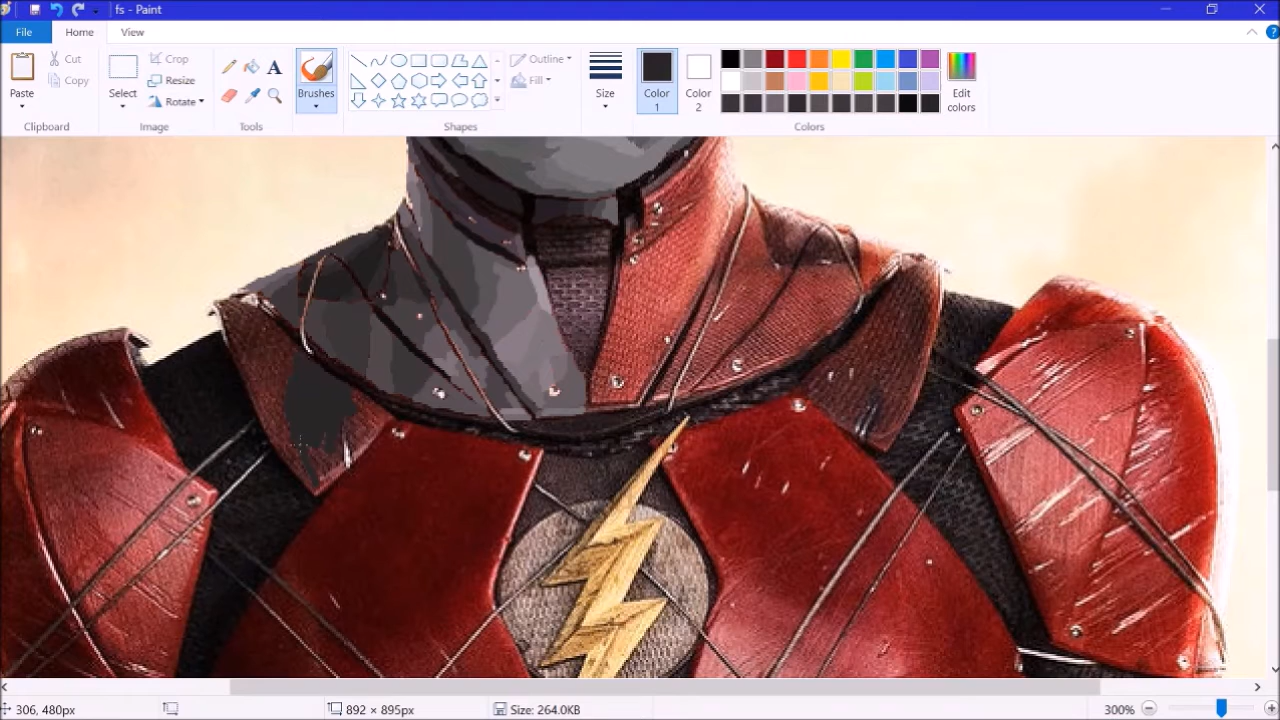 fs - Paint
File Home View
Paste Cut Copy Clipboard
Select Crop Resize Rotate Image
Tools
Brushes
Outline Fill Shapes
Size
Color 1 Color 2 Edit colors Colors
306, 480px 892 × 895px Size: 264.0KB 300%